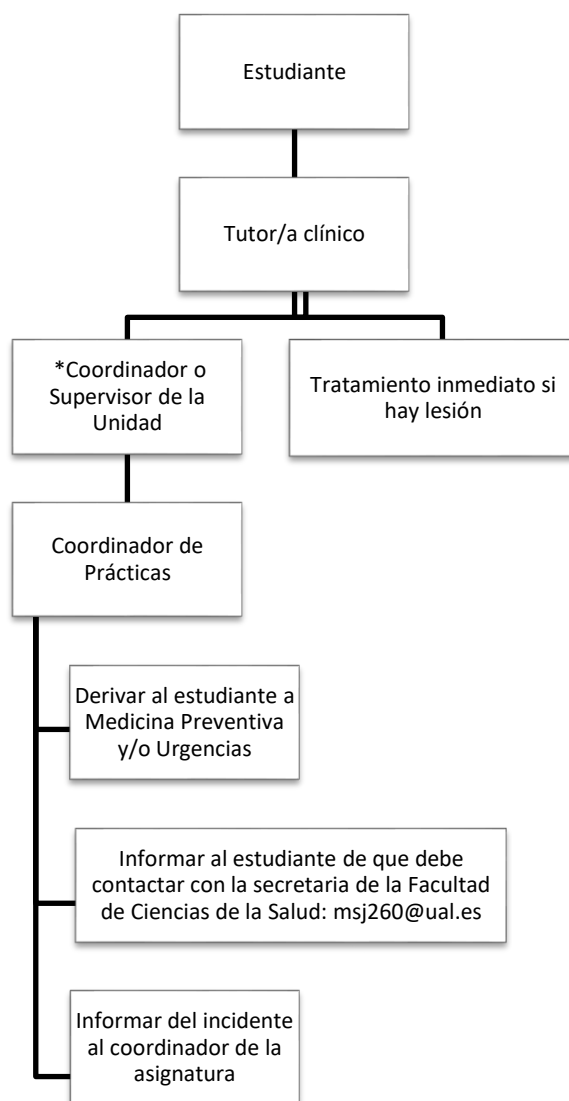 Estudiante
Tutor/a clínico
*Coordinador o
Supervisor de la
Unidad
Tratamiento inmediato si
hay lesión
Coordinador de
Prácticas
Derivar al estudiante a
Medicina Preventiva
y/o Urgencias
Informar al estudiante de que debe
contactar con la secretaria de la Facultad
de Ciencias de la Salud: msj260@ual.es
Informar del incidente
al coordinador de la
asignatura